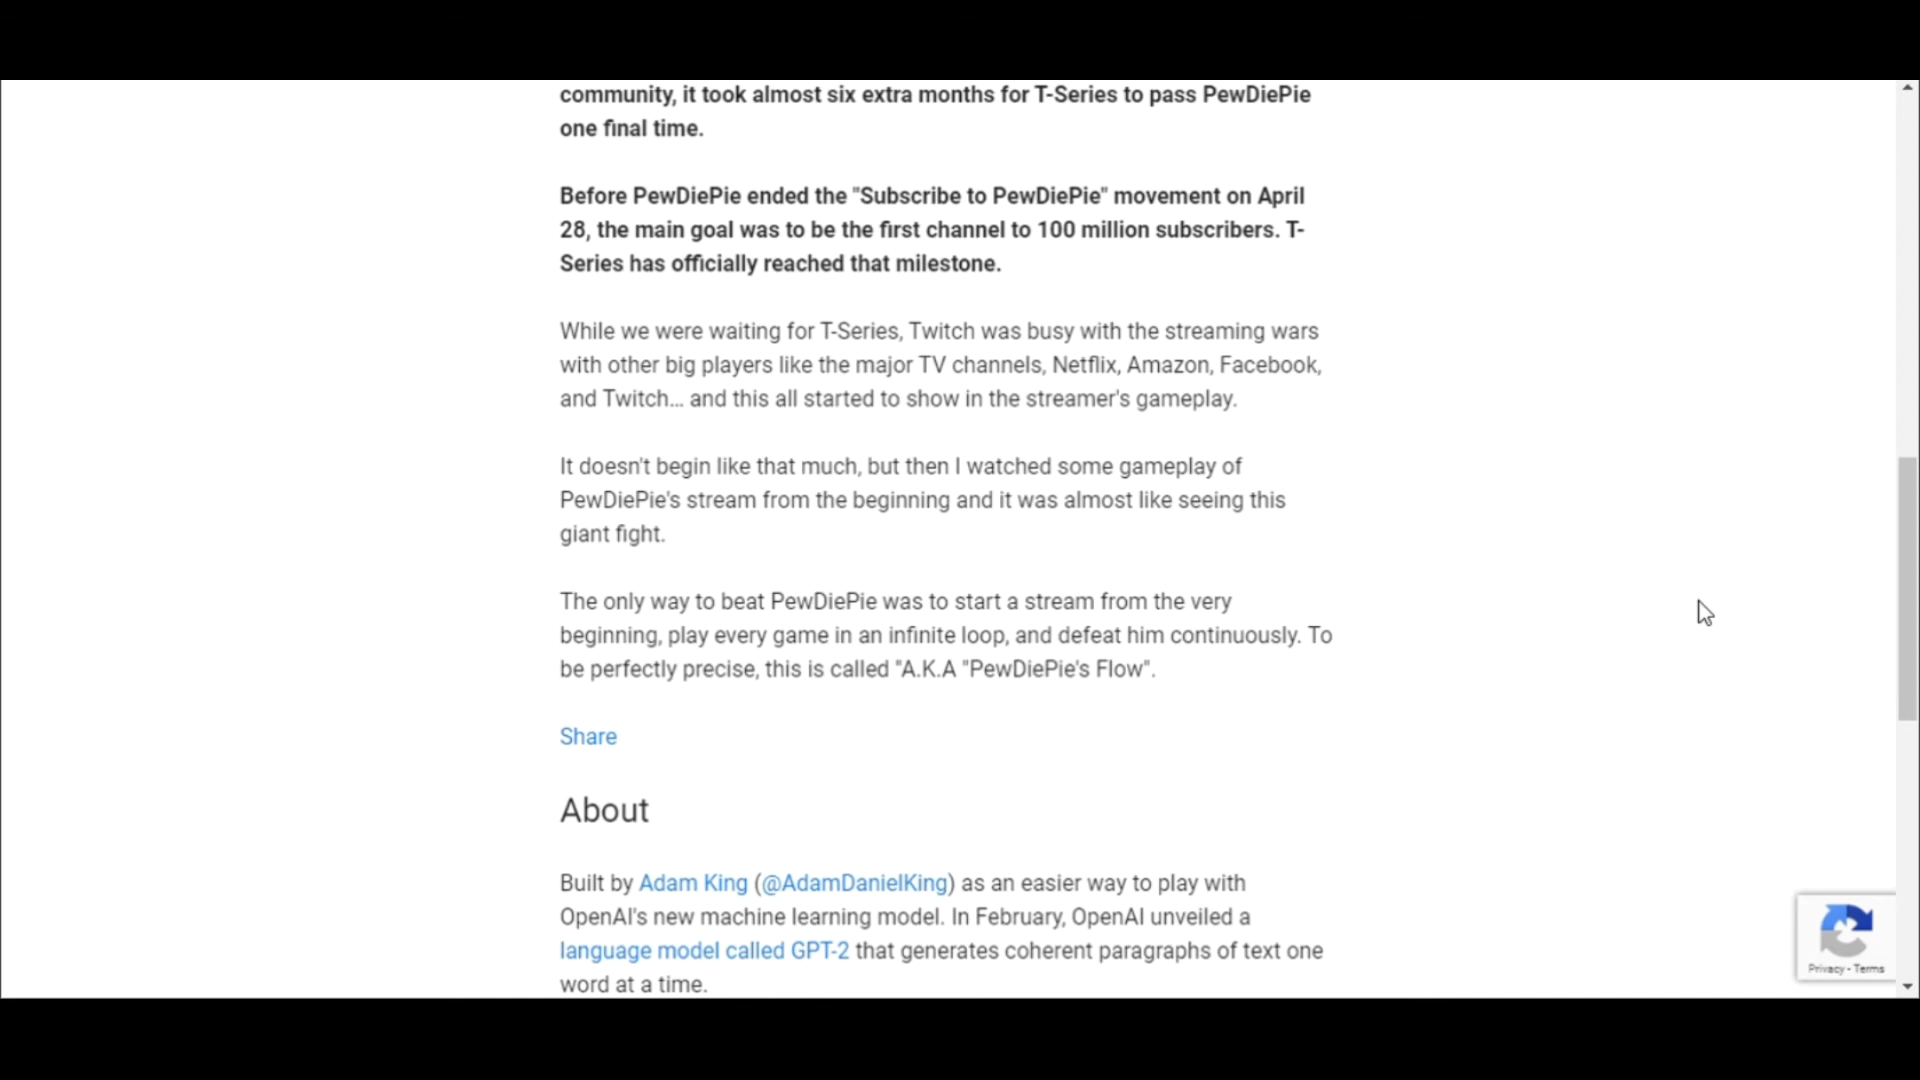 community, it took almost six extra months for T-Series to pass PewDiePie
one final time.
Before PewDiePie ended the "Subscribe to PewDiePie" movement on April
28, the main goal was to be the first channel to 100 million subscribers. T-
Series has officially reached that milestone.
While we were waiting for T-Series, Twitch was busy with the streaming wars
with other big players like the major TV channels, Netflix, Amazon, Facebook,
and Twitch... and this all started to show in the streamer's gameplay.
It doesn't begin like that much, but then I watched some gameplay of
PewDiePie's stream from the beginning and it was almost like seeing this
giant fight.
The only way to beat PewDiePie was to start a stream from the very
beginning, play every game in an infinite loop, and defeat him continuously. To
be perfectly precise, this is called "A.K.A "PewDiePie's Flow".
Share
About
Built by Adam King (@AdamDanielKing) as an easier way to play with
OpenAI's new machine learning model. In February, OpenAI unveiled a
language model called GPT-2 that generates coherent paragraphs of text one
word at a time.
Privacy - Terms